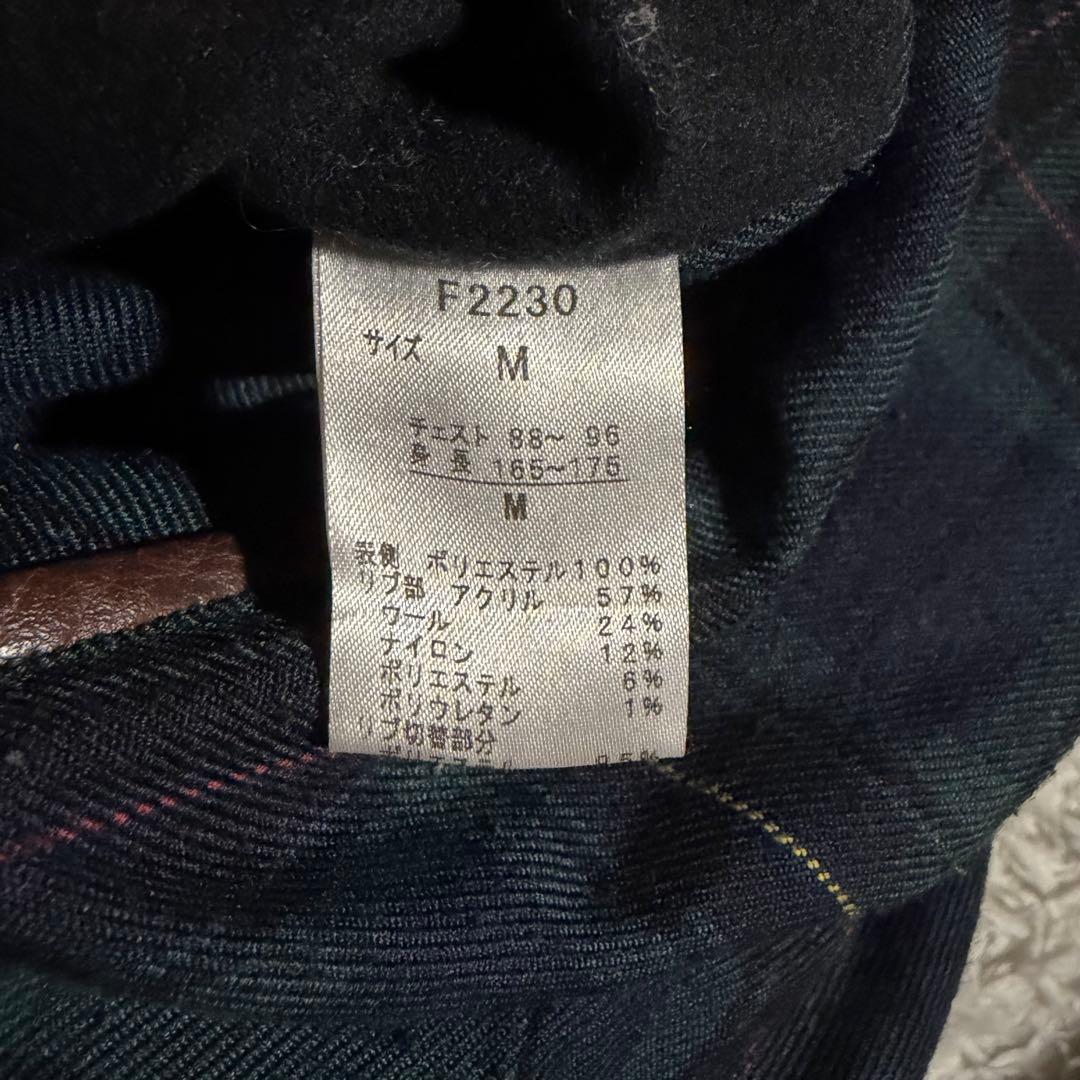 F2230
サイズ M
チェスト 88～ 96
身長 165～175
M
表側 ポリエステル100%
リブ部 アクリル 57%
ウール 24%
ナイロン 12%
ポリエステル 6%
ポリウレタン 1%
リブ切替部分